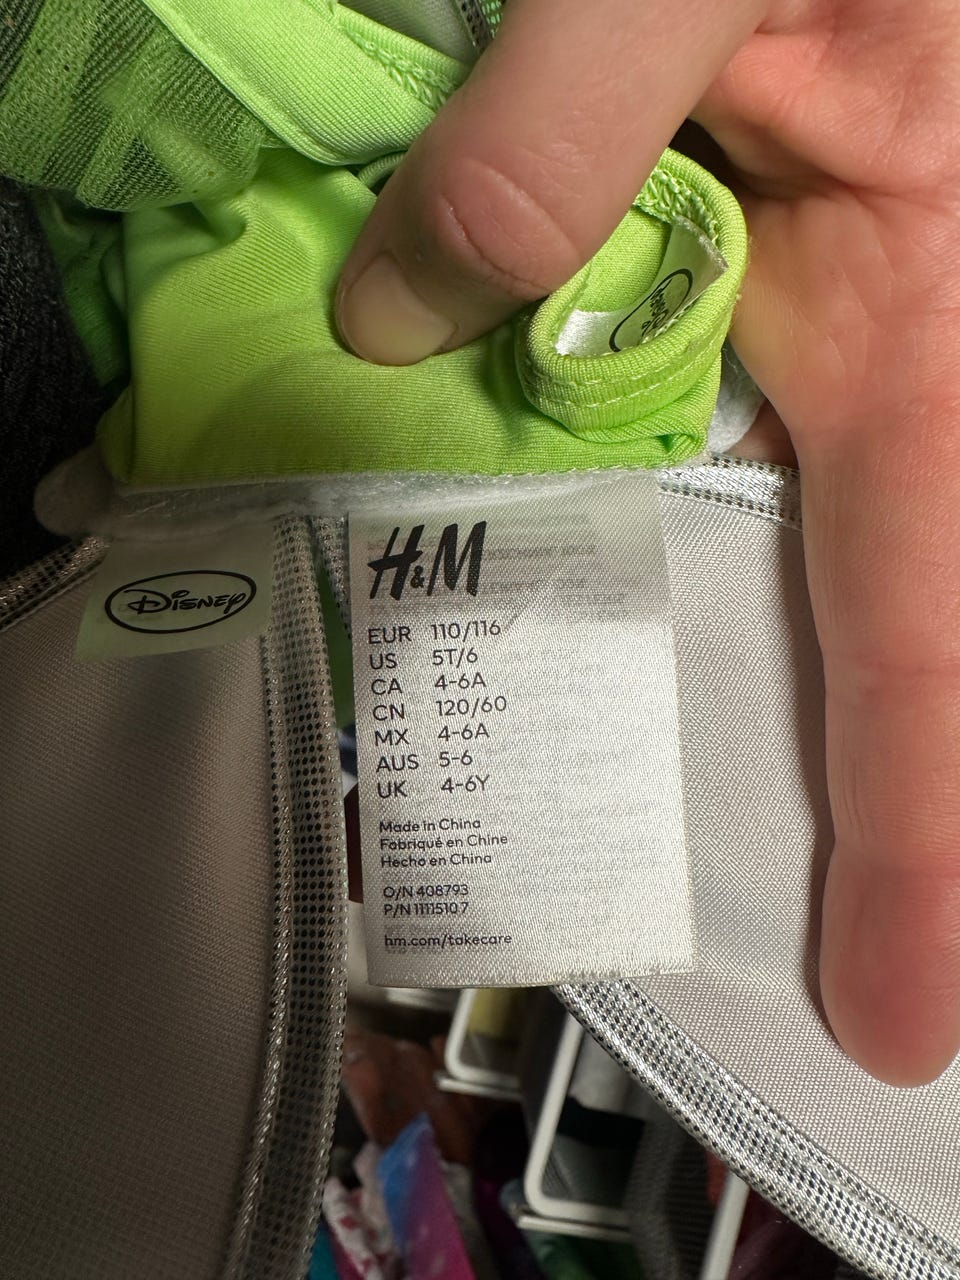 Disney
Disney
H&M
EUR 110/116
US 5T/6
CA 4-6A
CN 120/60
MX 4-6A
AUS 5-6
UK 4-6Y
Made in China
Fabriqué en Chine
Hecho en China
O/N 408793
P/N 1111510 7
hm.com/takecare